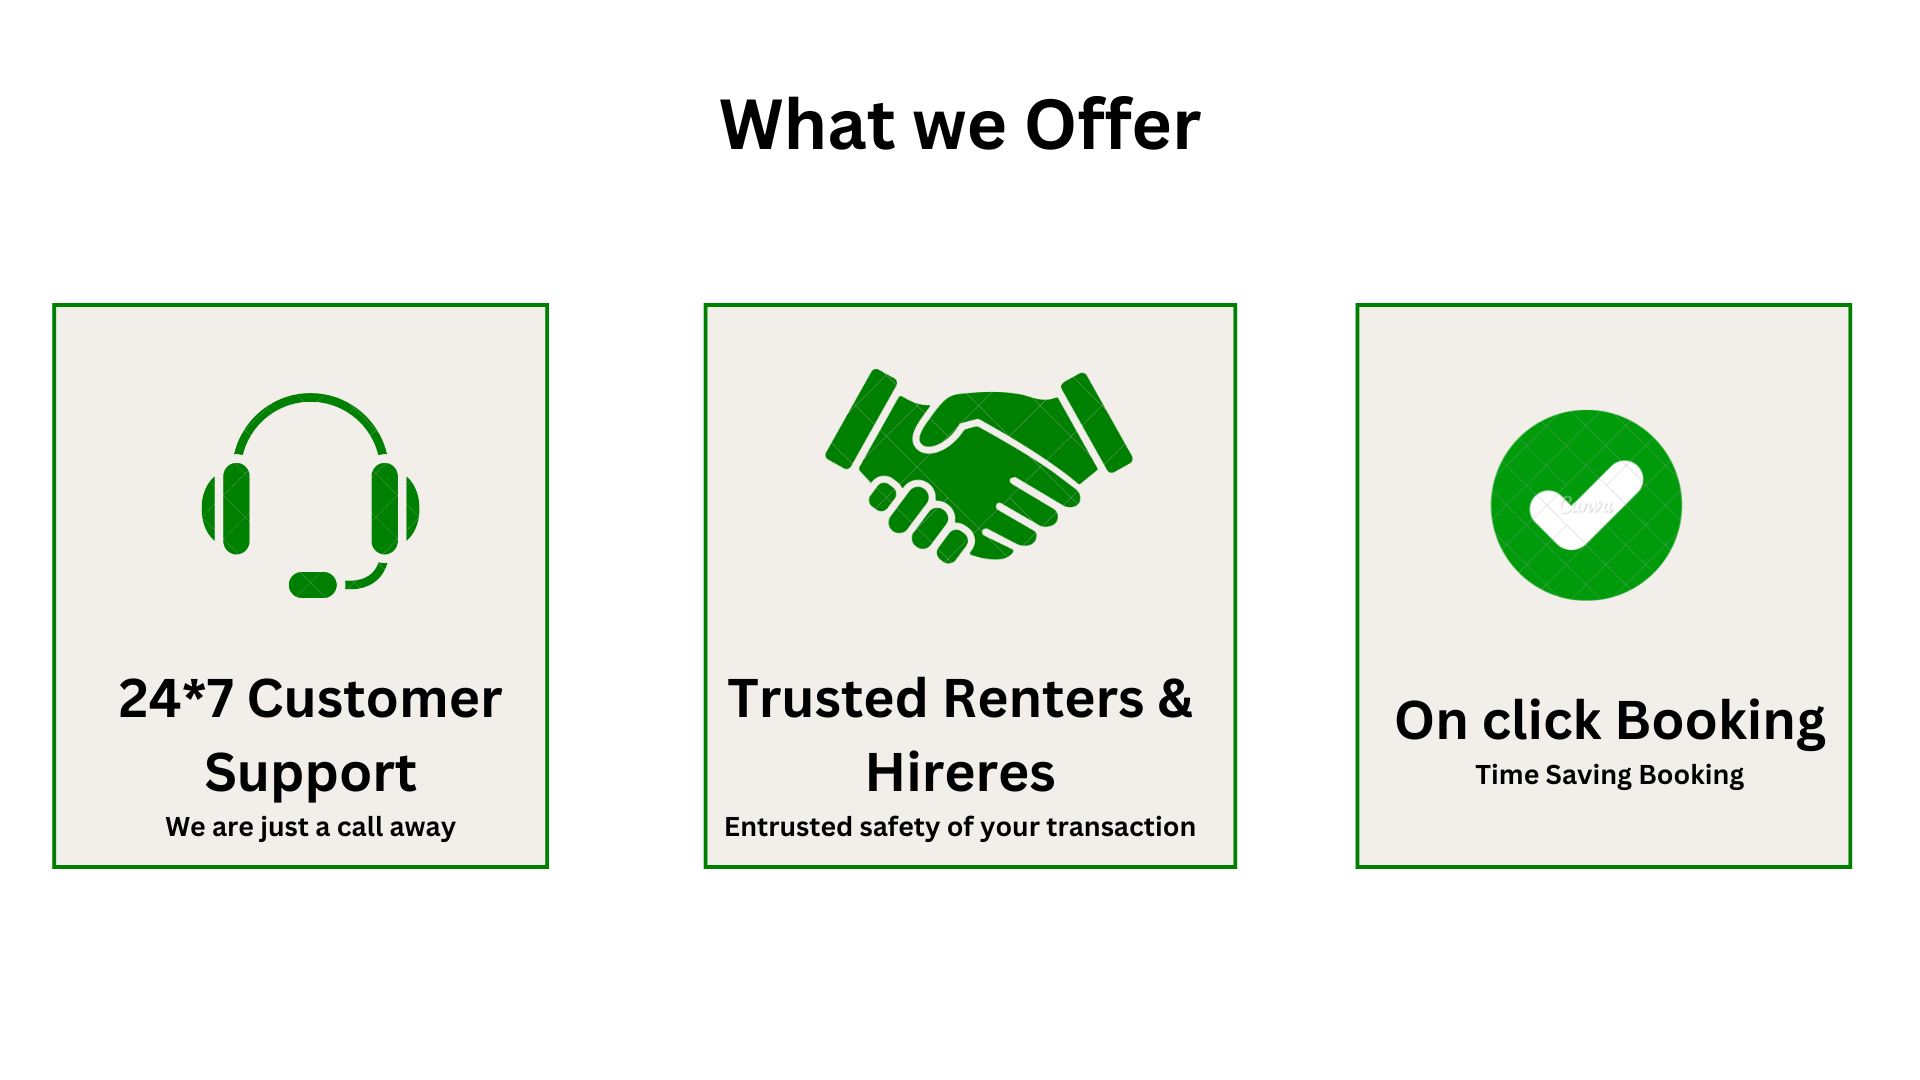 What we Offer
24*7 Customer
Support
We are just a call away
Trusted Renters &
Hireres
Entrusted safety of your transaction
Canva
On click Booking
Time Saving Booking